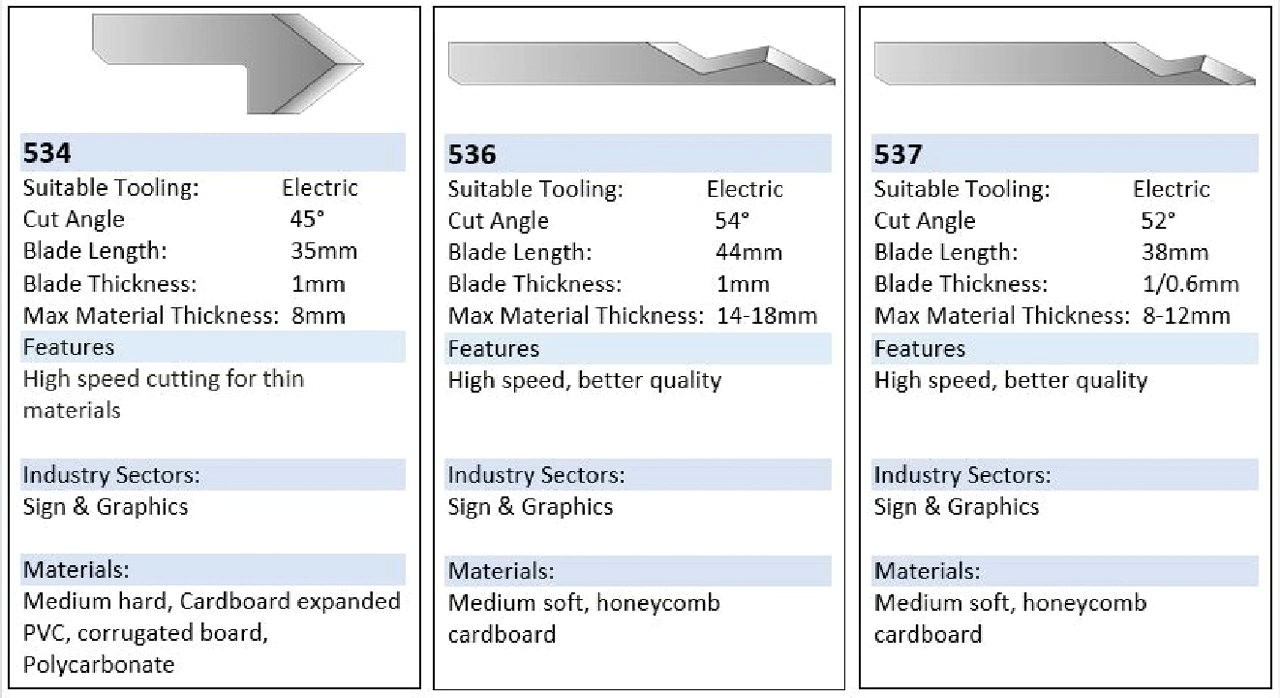 534
Suitable Tooling: Electric
Cut Angle 45°
Blade Length: 35mm
Blade Thickness: 1mm
Max Material Thickness: 8mm
Features
High speed cutting for thin
materials
Industry Sectors:
Sign & Graphics
Materials:
Medium hard, Cardboard expanded
PVC, corrugated board,
Polycarbonate
536
Suitable Tooling: Electric
Cut Angle 54°
Blade Length: 44mm
Blade Thickness: 1mm
Max Material Thickness: 14-18mm
Features
High speed, better quality
Industry Sectors:
Sign & Graphics
Materials:
Medium soft, honeycomb
cardboard
537
Suitable Tooling: Electric
Cut Angle 52°
Blade Length: 38mm
Blade Thickness: 1/0.6mm
Max Material Thickness: 8-12mm
Features
High speed, better quality
Industry Sectors:
Sign & Graphics
Materials:
Medium soft, honeycomb
cardboard